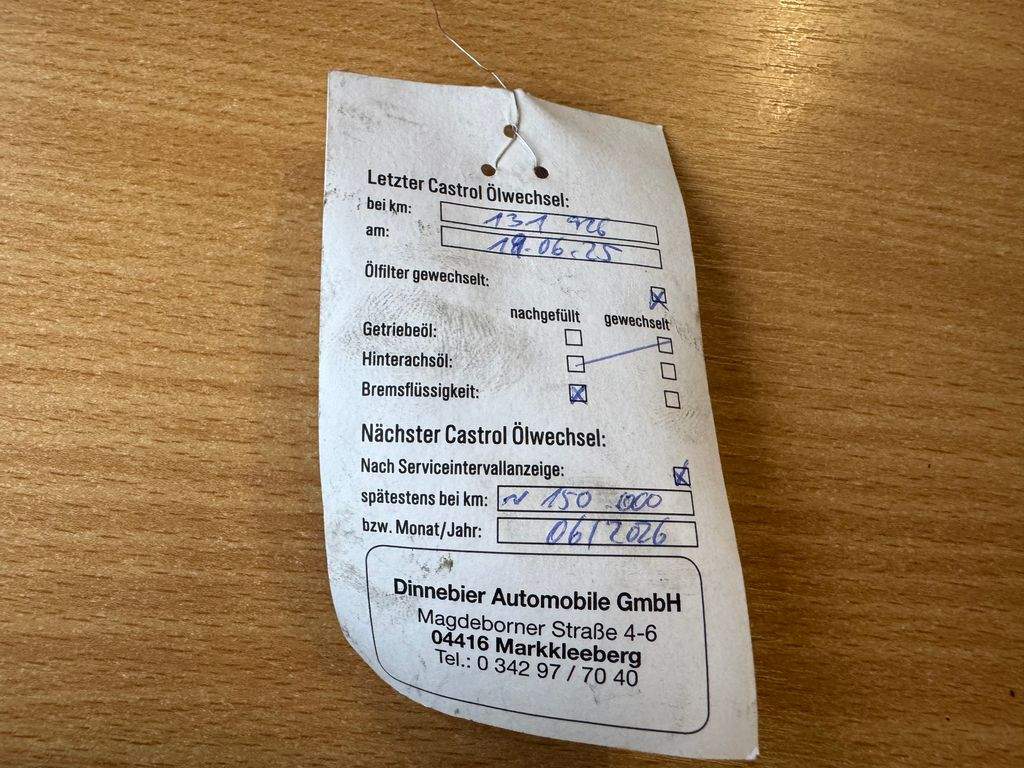 Letzter Castrol Ölwechsel:
bei km: 131 726
am: 19.06.25
Ölfilter gewechselt:
nachgefüllt gewechselt
Getriebeöl:
Hinterachsöl:
Bremsflüssigkeit:
Nächster Castrol Ölwechsel:
Nach Serviceintervallanzeige:
spätestens bei km: ~ 150 000
bzw. Monat/Jahr: 06/2026
Dinnebier Automobile GmbH
Magdeborner Straße 4-6
04416 Markkleeberg
Tel.: 0 342 97 / 70 40